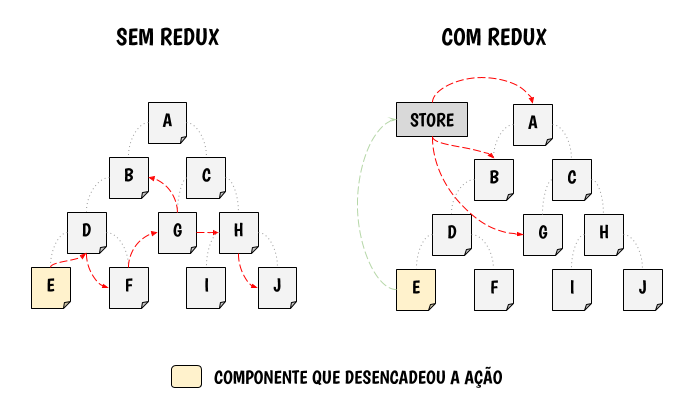 SEM REDUX
COM REDUX
A
B
C
D
G
H
E
F
I
J
STORE
A
B
C
D
G
H
E
F
I
J
COMPONENTE QUE DESENCADEOU A AÇÃO